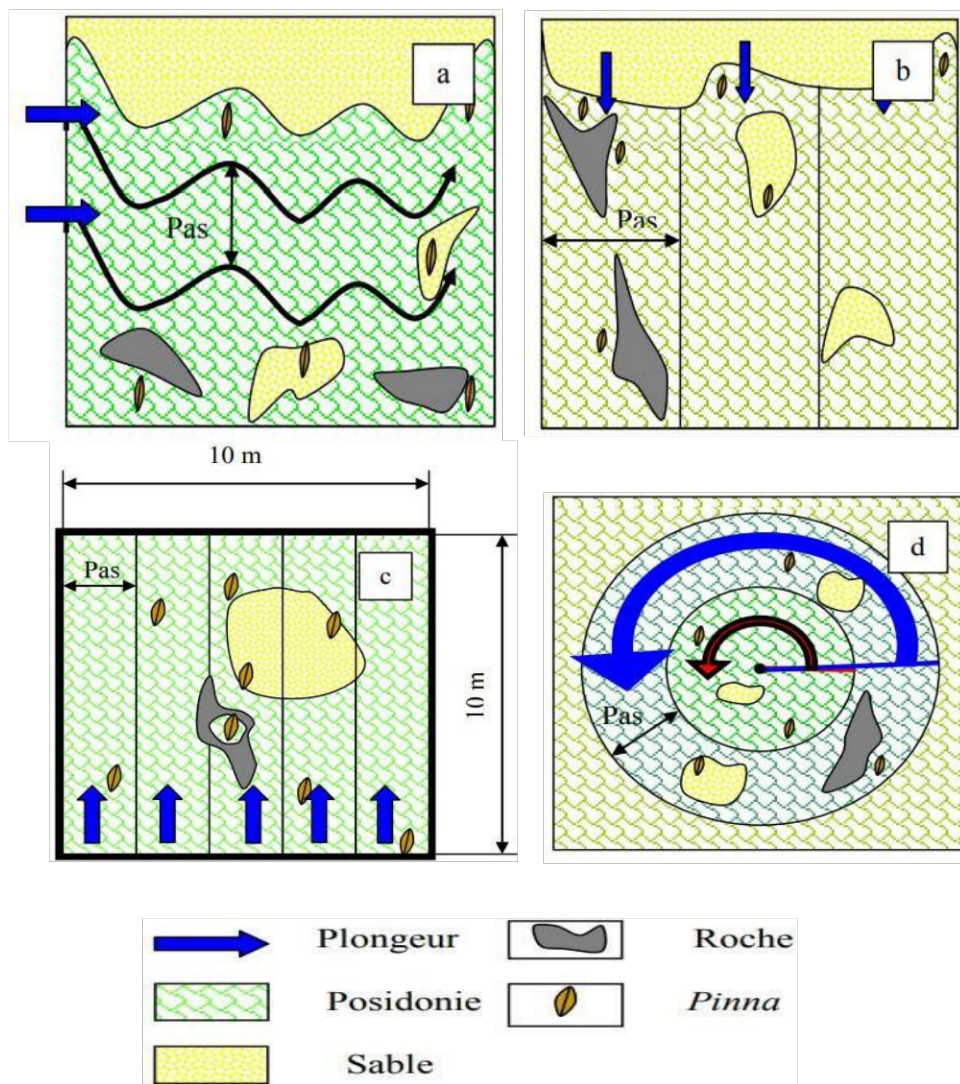 a
Pas
b
Pas
10 m
Pas
c
10 m
d
Pas
Plongeur
Roche
Posidonie
Pinna
Sable